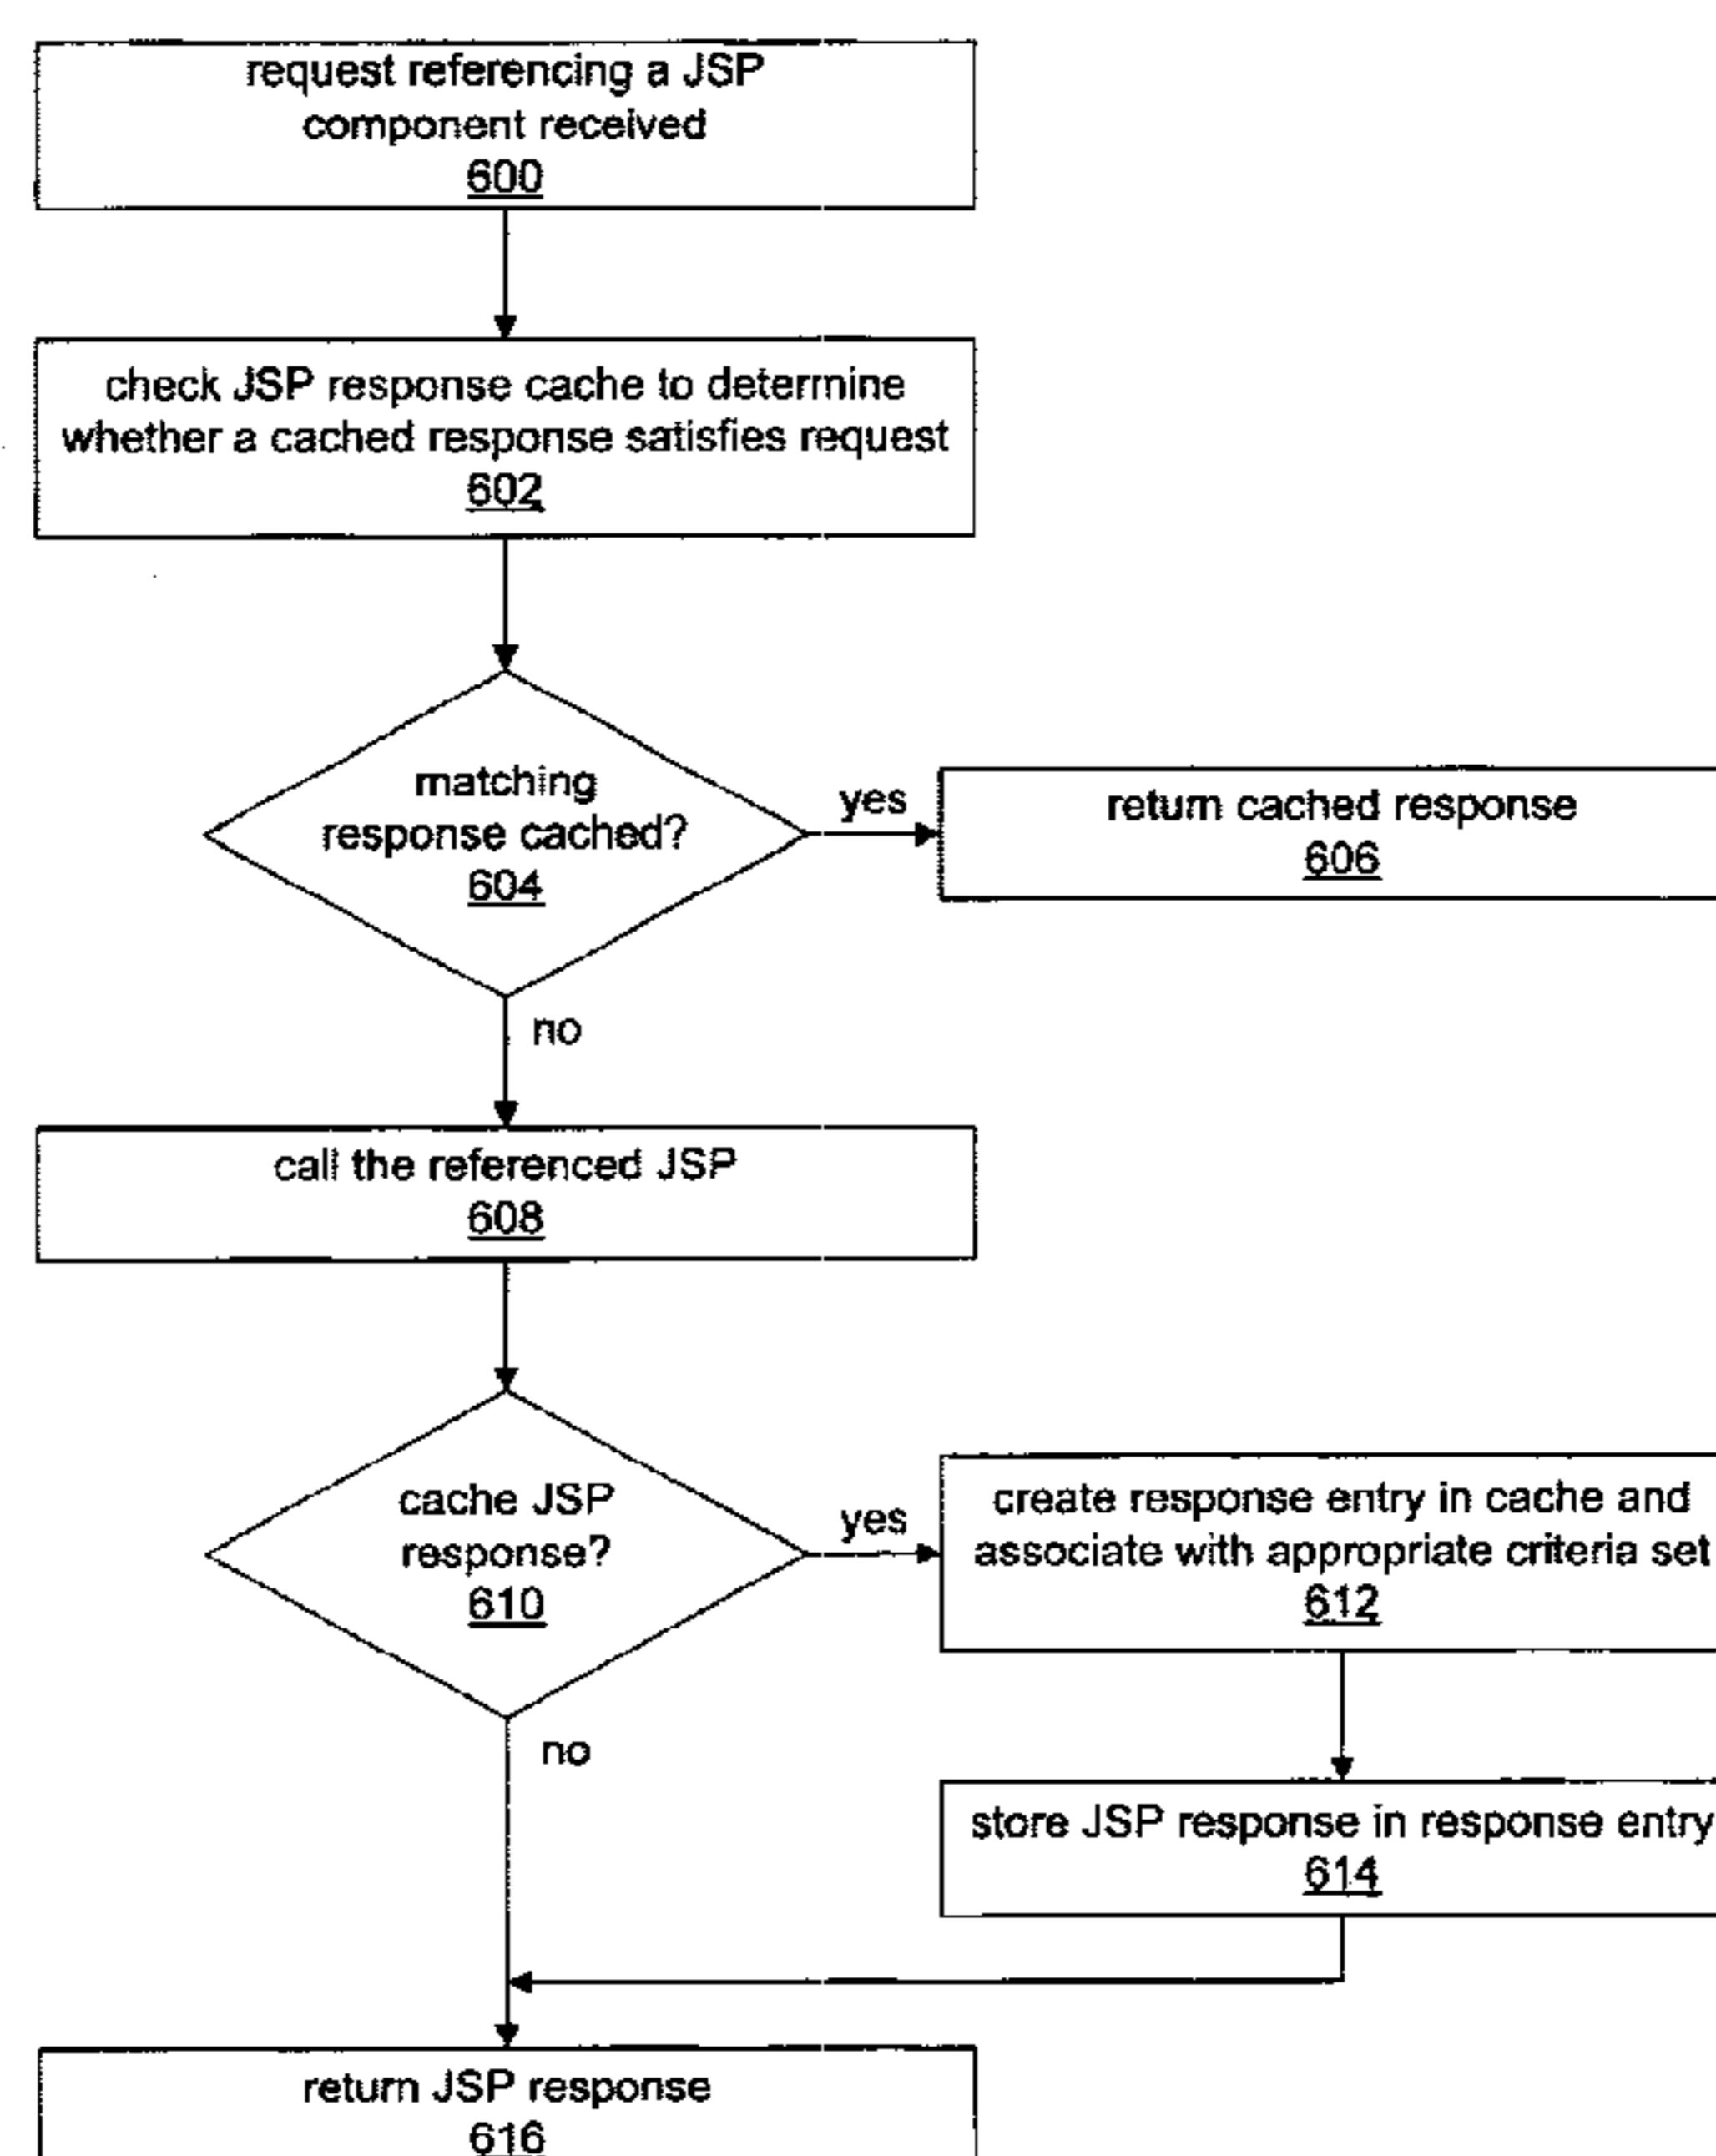 request referencing a JSP
component received
600
check JSP response cache to determine
whether a cached response satisfies request
602
matching
response cached?
604
yes
return cached response
606
no
call the referenced JSP
608
cache JSP
response?
610
yes
create response entry in cache and
associate with appropriate criteria set
612
no
store JSP response in response entry
614
return JSP response
616